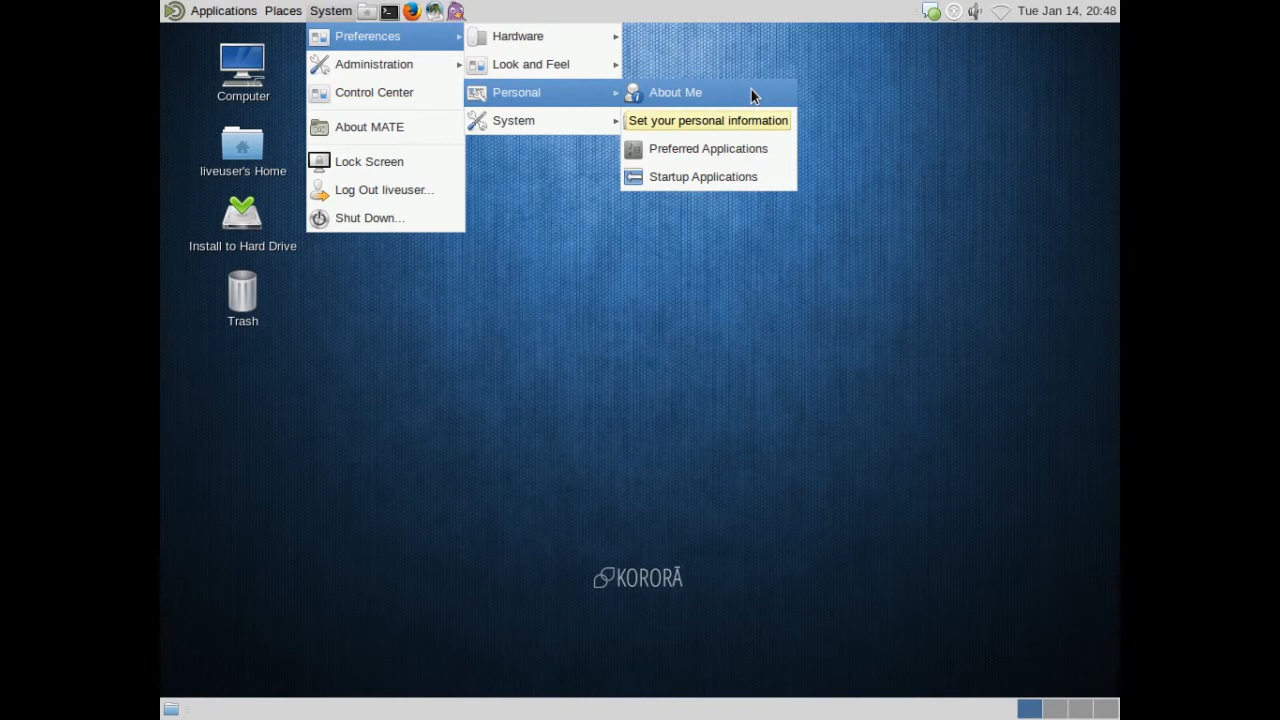 Applications Places System Tue Jan 14, 20:48
Preferences
Administration
Control Center
About MATE
Lock Screen
Log Out liveuser...
Shut Down...
Hardware
Look and Feel
Personal
System
About Me
Set your personal information
Preferred Applications
Startup Applications
Computer
liveuser's Home
Install to Hard Drive
Trash
KORORĀ